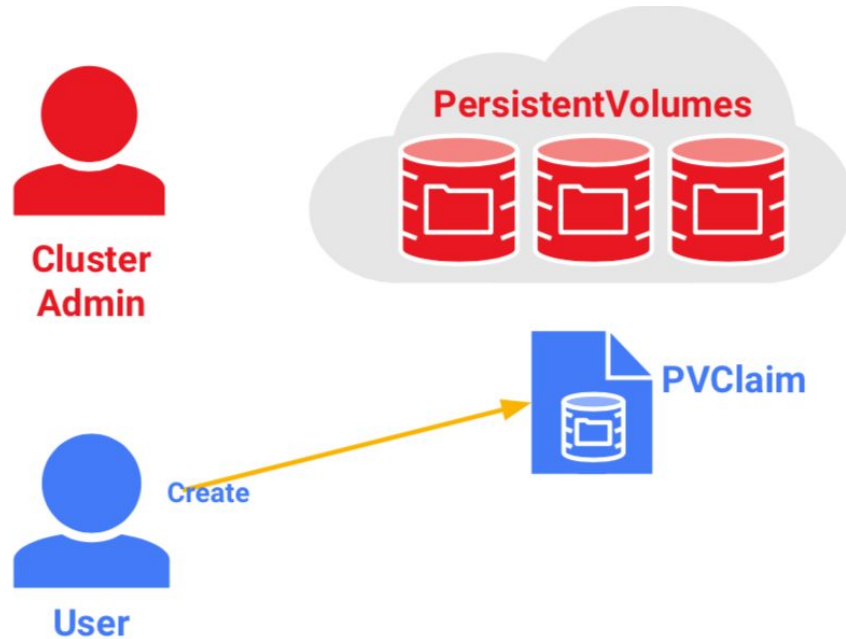 PersistentVolumes
Cluster
Admin
PVClaim
Create
User